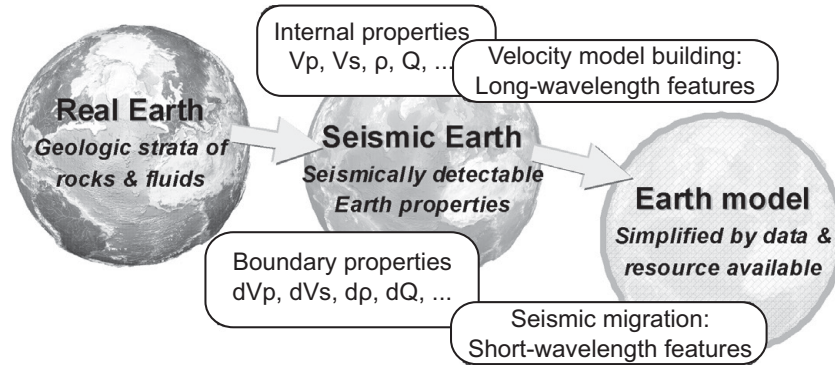 Internal properties
Vp, Vs, ρ, Q, ...
Velocity model building:
Long-wavelength features
Real Earth
Geologic strata of
rocks & fluids
Seismic Earth
Seismically detectable
Earth properties
Earth model
Simplified by data &
resource available
Boundary properties
dVp, dVs, dρ, dQ, ...
Seismic migration:
Short-wavelength features